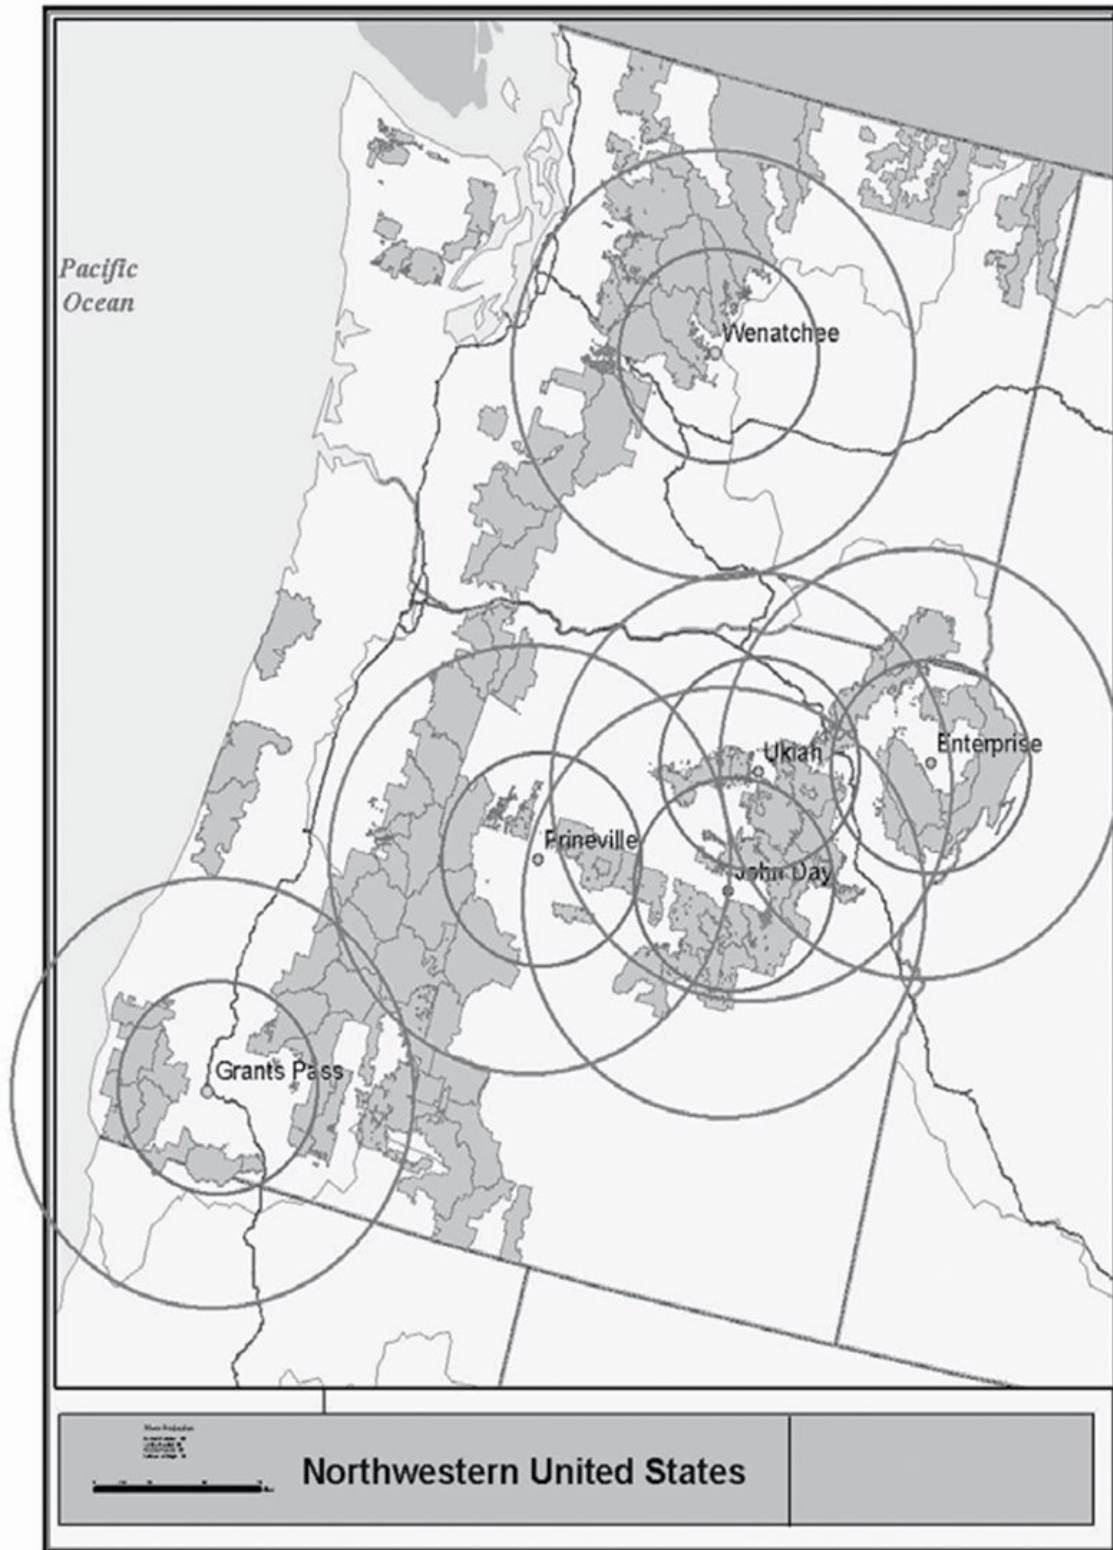 Pacific
Ocean
Wenatchee
Ukiah
Enterprise
Prineville
John Day
Grants Pass
Northwestern United States